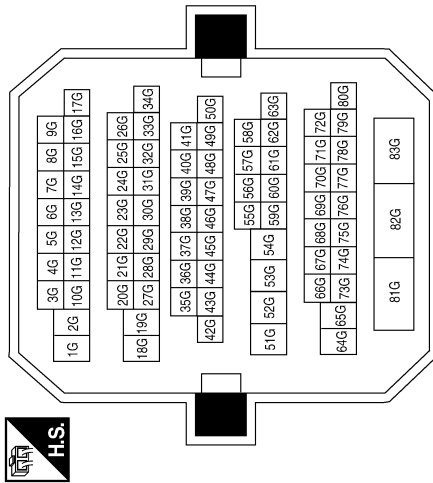 H.S.
3G 4G 5G 6G 7G 8G 9G
1G 2G 10G 11G 12G 13G 14G 15G 16G 17G
20G 21G 22G 23G 24G 25G 26G
18G 19G 27G 28G 29G 30G 31G 32G 33G 34G
35G 36G 37G 38G 39G 40G 41G
42G 43G 44G 45G 46G 47G 48G 49G 50G
55G 56G 57G 58G
51G 52G 53G 54G 59G 60G 61G 62G 63G
66G 67G 68G 69G 70G 71G 72G
64G 65G 73G 74G 75G 76G 77G 78G 79G 80G
81G 82G 83G